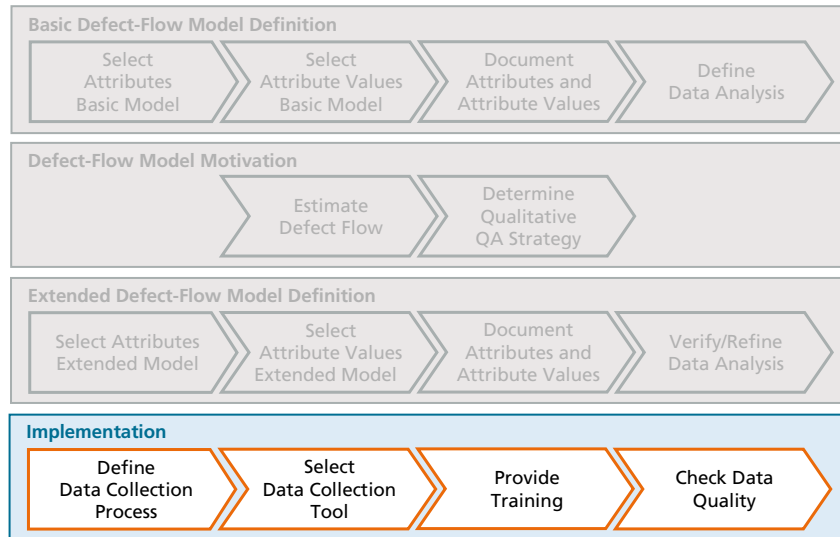 Basic Defect-Flow Model Definition
Select
Attributes
Basic Model
Select
Attribute Values
Basic Model
Document
Attributes and
Attribute Values
Define
Data Analysis
Defect-Flow Model Motivation
Estimate
Defect Flow
Determine
Qualitative
QA Strategy
Extended Defect-Flow Model Definition
Select Attributes
Extended Model
Select
Attribute Values
Extended Model
Document
Attributes and
Attribute Values
Verify/Refine
Data Analysis
Implementation
Define
Data Collection
Process
Select
Data Collection
Tool
Provide
Training
Check Data
Quality